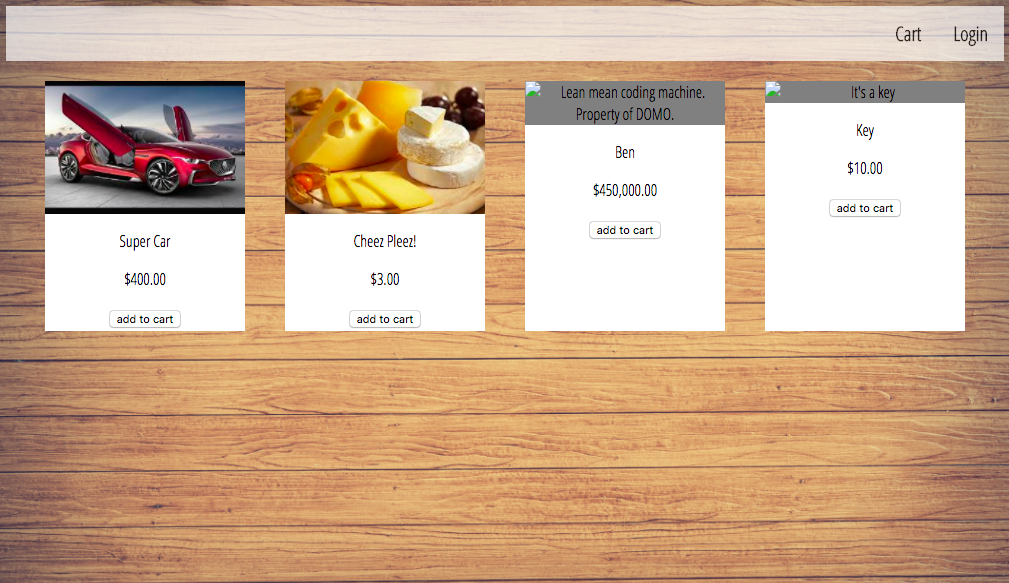 Cart Login
Super Car
$400.00
add to cart
Cheez Pleez!
$3.00
add to cart
Lean mean coding machine.
Property of DOMO.
Ben
$450,000.00
add to cart
It's a key
Key
$10.00
add to cart